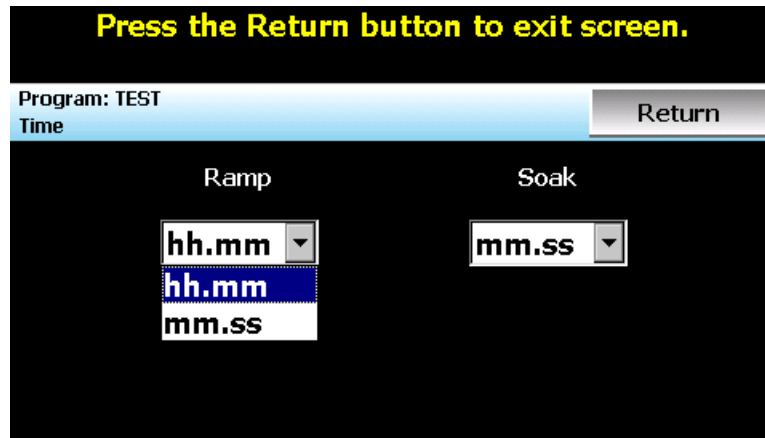 Press the Return button to exit screen.
Program: TEST
Time
Return
Ramp
Soak
hh.mm
mm.ss
hh.mm
mm.ss